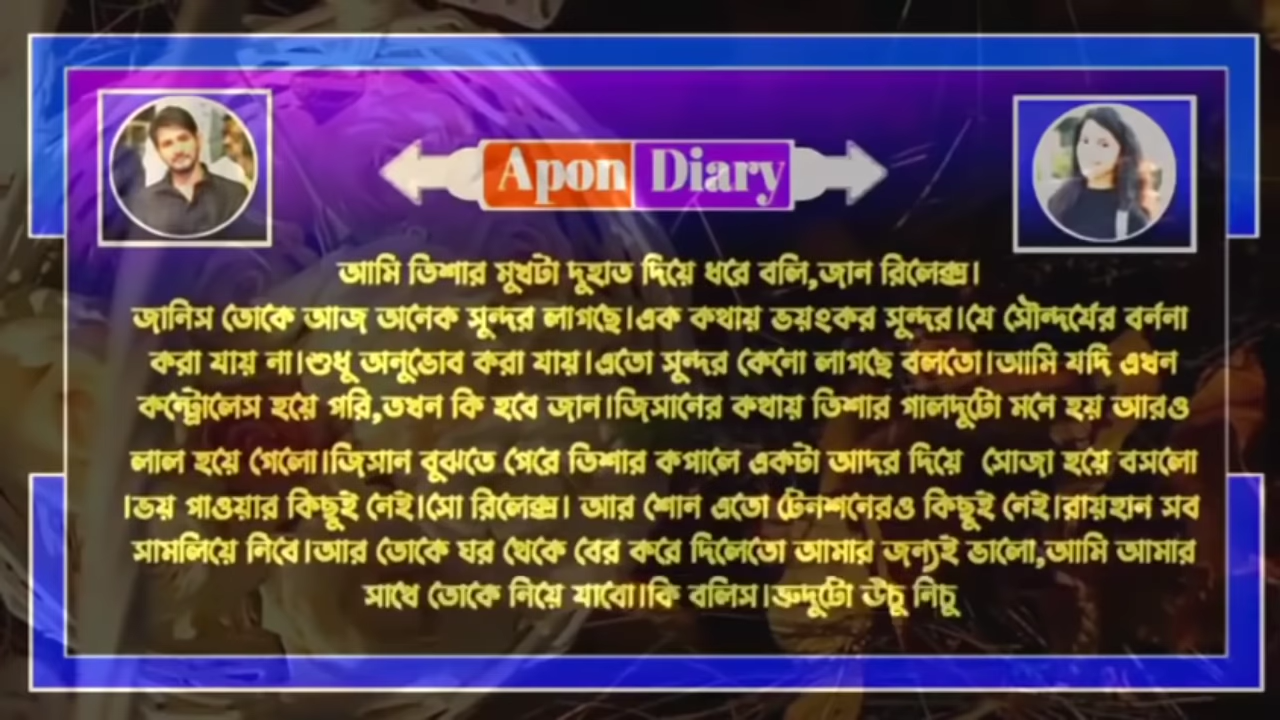 Apon Diary
আমি তিশার মুখটা দুহাত দিয়ে ধরে বলি,জান রিলেক্স।
জানিস তোকে আজ অনেক সুন্দর লাগছে।এক কথায় ভয়ংকর সুন্দর।যে সৌন্দর্যের বর্ননা
করা যায় না।শুধু অনুভোব করা যায়।এতো সুন্দর কেনো লাগছে বলতো।আমি যদি এখন
কন্ট্রোলেস হয়ে পরি,তখন কি হবে জান।জিসানের কথায় তিশার গালদুটো মনে হয় আরও
লাল হয়ে গেলো।জিসান বুঝতে পেরে তিশার কপালে একটা আদর দিয়ে সোজা হয়ে বসলো
।ভয় পাওয়ার কিছুই নেই।সো রিলেক্স। আর শোন এতো টেনশনেরও কিছুই নেই।রায়হান সব
সামলিয়ে নিবে।আর তোকে ঘর থেকে বের করে দিলেতো আমার জন্যই ভালো,আমি আমার
সাথে তোকে নিয়ে যাবো।কি বলিস।ভ্রুদুটো উচু নিচু